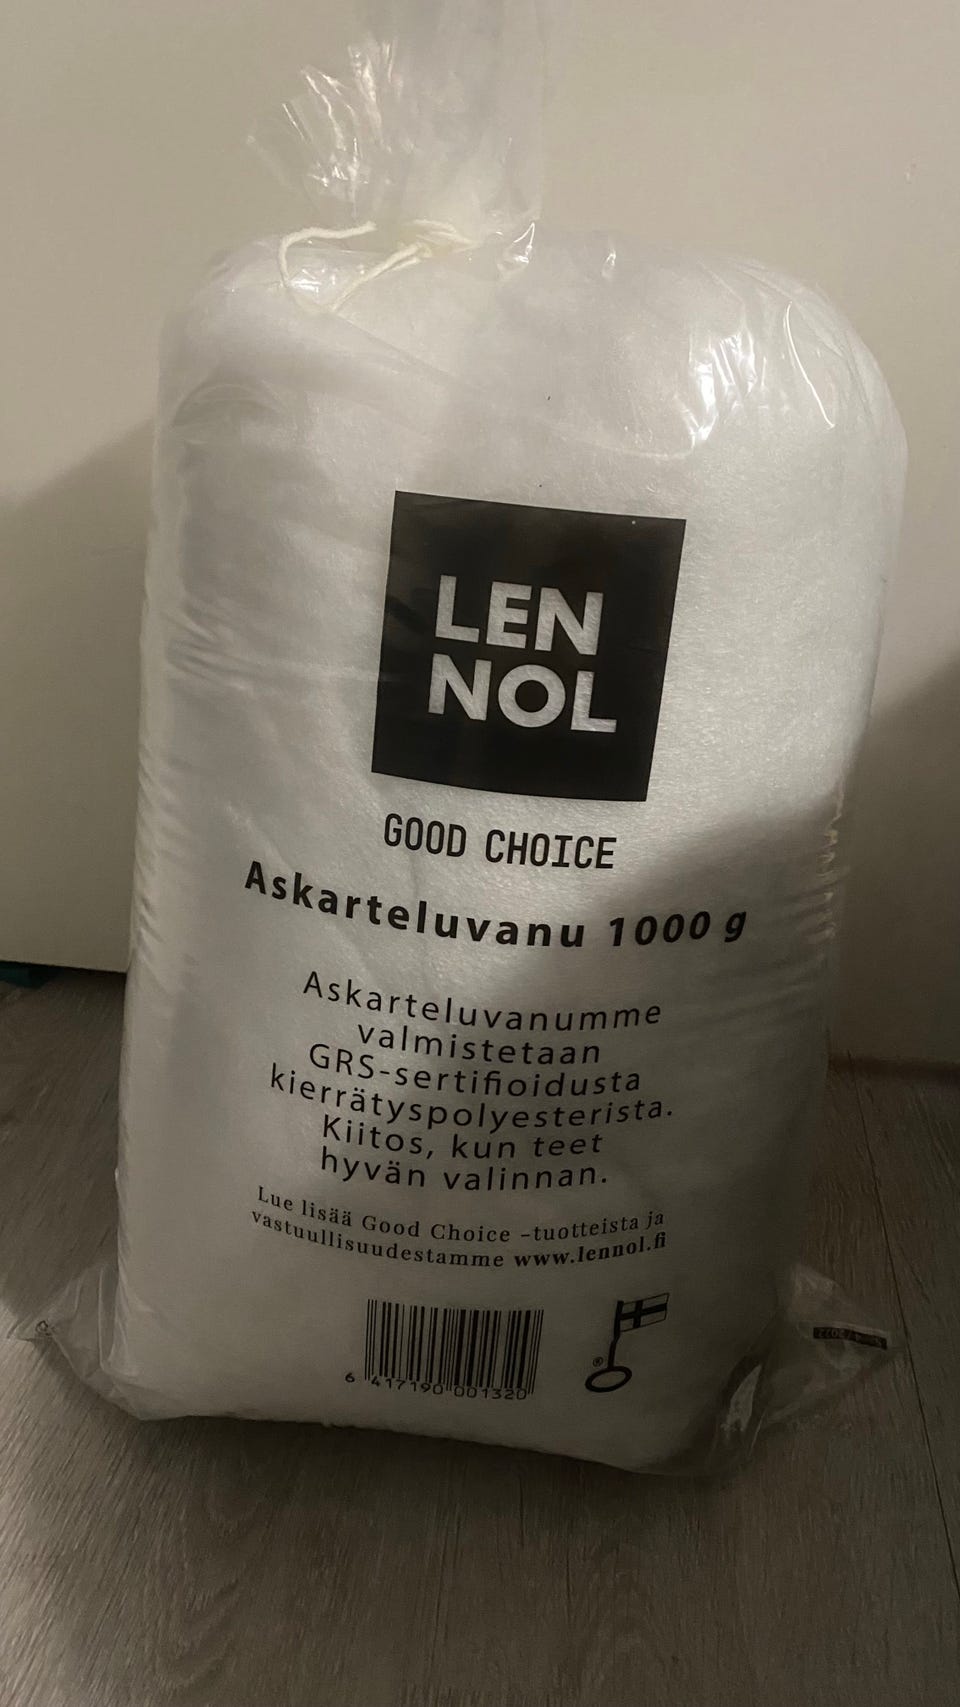 LEN
NOL
GOOD CHOICE
Askarteluvanu 1000 g
Askarteluvanumme
valmistetaan
GRS-sertifioidusta
kierrätyspolyesterista.
Kiitos, kun teet
hyvän valinnan.
Lue lisää Good Choice -tuotteista ja
vastuullisuudestamme www.lennol.fi
6 417190 001320
®